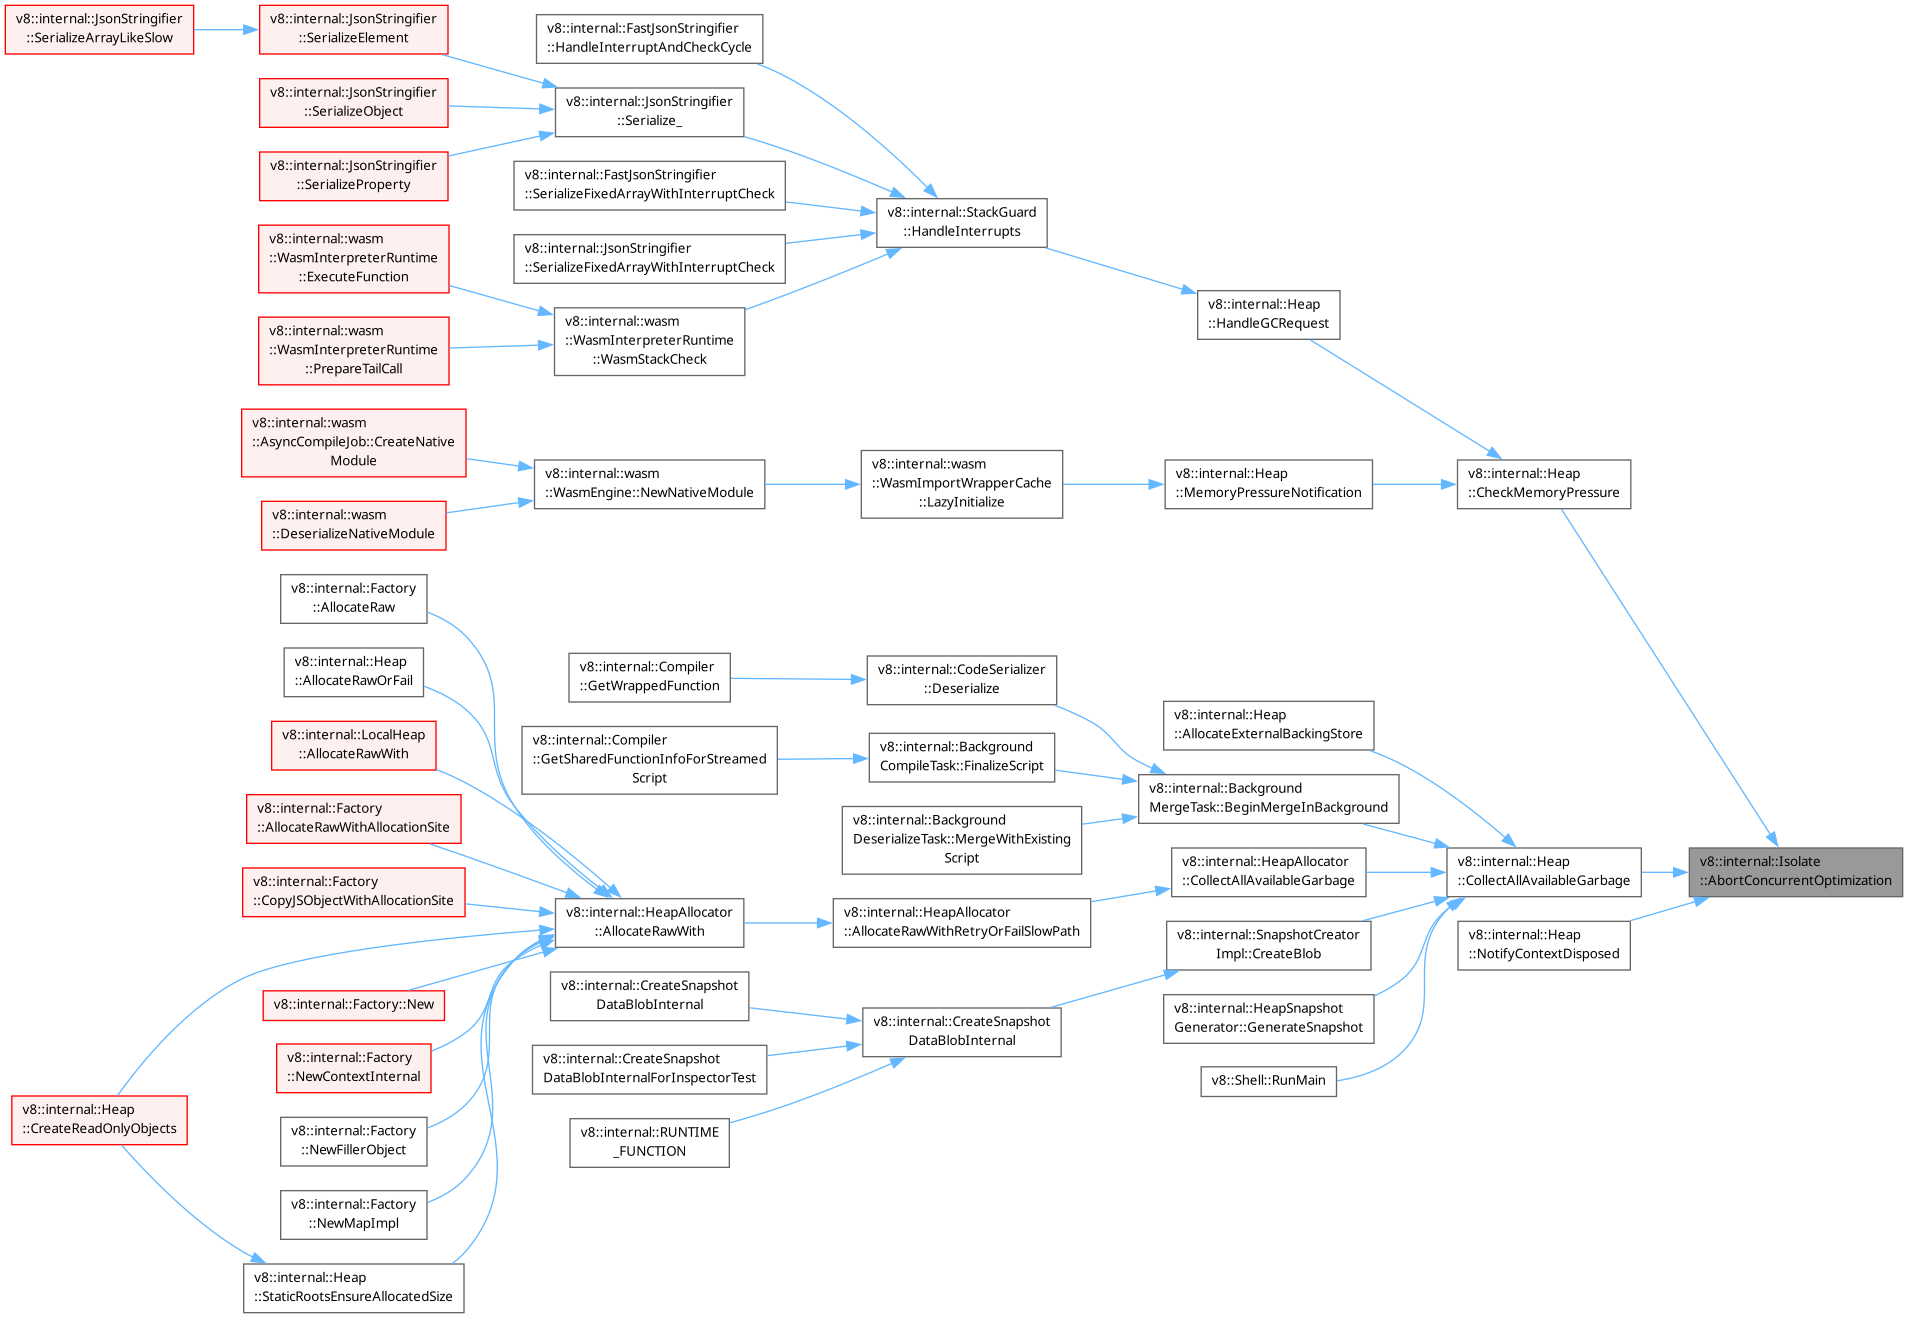 v8::internal::JsonStringifier
::SerializeArrayLikeSlow
v8::internal::JsonStringifier
::SerializeElement
v8::internal::FastJsonStringifier
::HandleInterruptAndCheckCycle
v8::internal::JsonStringifier
::SerializeObject
v8::internal::JsonStringifier
::Serialize_
v8::internal::JsonStringifier
::SerializeProperty
v8::internal::FastJsonStringifier
::SerializeFixedArrayWithInterruptCheck
v8::internal::StackGuard
::HandleInterrupts
v8::internal::wasm
::WasmInterpreterRuntime
::ExecuteFunction
v8::internal::JsonStringifier
::SerializeFixedArrayWithInterruptCheck
v8::internal::Heap
::HandleGCRequest
v8::internal::wasm
::WasmInterpreterRuntime
::PrepareTailCall
v8::internal::wasm
::WasmInterpreterRuntime
::WasmStackCheck
v8::internal::wasm
::AsyncCompileJob::CreateNative
Module
v8::internal::wasm
::WasmEngine::NewNativeModule
v8::internal::wasm
::WasmImportWrapperCache
::LazyInitialize
v8::internal::Heap
::MemoryPressureNotification
v8::internal::Heap
::CheckMemoryPressure
v8::internal::wasm
::DeserializeNativeModule
v8::internal::Factory
::AllocateRaw
v8::internal::Heap
::AllocateRawOrFail
v8::internal::Compiler
::GetWrappedFunction
v8::internal::CodeSerializer
::Deserialize
v8::internal::Heap
::AllocateExternalBackingStore
v8::internal::LocalHeap
::AllocateRawWith
v8::internal::Compiler
::GetSharedFunctionInfoForStreamed
Script
v8::internal::Background
CompileTask::FinalizeScript
v8::internal::Background
MergeTask::BeginMergeInBackground
v8::internal::Factory
::AllocateRawWithAllocationSite
v8::internal::Background
DeserializeTask::MergeWithExisting
Script
v8::internal::HeapAllocator
::CollectAllAvailableGarbage
v8::internal::Heap
::CollectAllAvailableGarbage
v8::internal::Isolate
::AbortConcurrentOptimization
v8::internal::Factory
::CopyJSObjectWithAllocationSite
v8::internal::HeapAllocator
::AllocateRawWith
v8::internal::HeapAllocator
::AllocateRawWithRetryOrFailSlowPath
v8::internal::SnapshotCreator
Impl::CreateBlob
v8::internal::Heap
::NotifyContextDisposed
v8::internal::Factory::New
v8::internal::CreateSnapshot
DataBlobInternal
v8::internal::CreateSnapshot
DataBlobInternal
v8::internal::HeapSnapshot
Generator::GenerateSnapshot
v8::internal::Factory
::NewContextInternal
v8::internal::CreateSnapshot
DataBlobInternalForInspectorTest
v8::Shell::RunMain
v8::internal::Heap
::CreateReadOnlyObjects
v8::internal::Factory
::NewFillerObject
v8::internal::RUNTIME
_FUNCTION
v8::internal::Factory
::NewMapImpl
v8::internal::Heap
::StaticRootsEnsureAllocatedSize